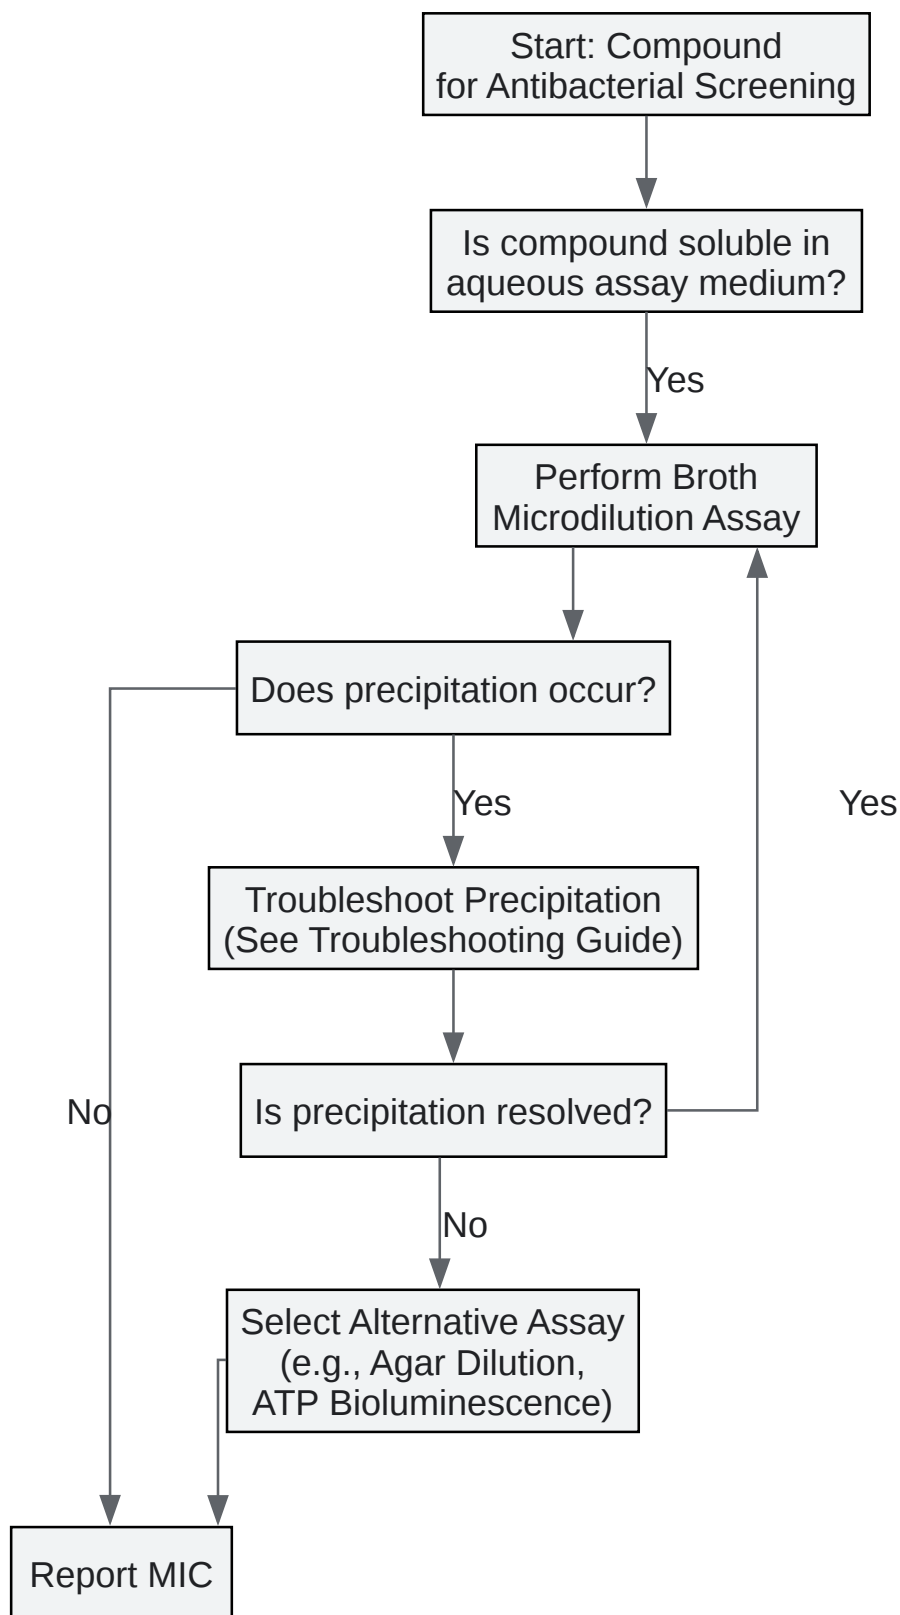 Start: Compound
for Antibacterial Screening
Is compound soluble in
aqueous assay medium?
Yes
Perform Broth
Microdilution Assay
Does precipitation occur?
Yes
Yes
Troubleshoot Precipitation
(See Troubleshooting Guide)
No
Is precipitation resolved?
No
Select Alternative Assay
(e.g., Agar Dilution,
ATP Bioluminescence)
Report MIC